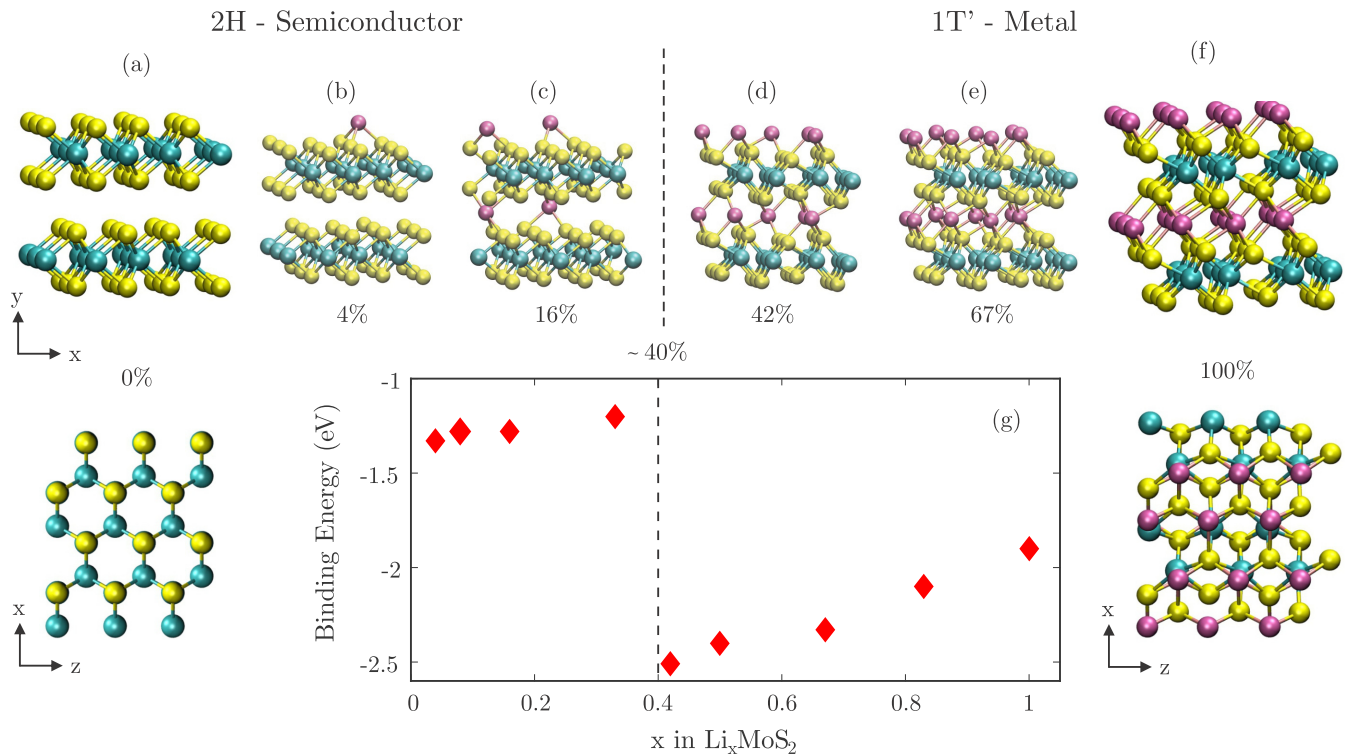 2H - Semiconductor
1T' - Metal
(a)
(b)
(c)
(d)
(e)
(f)
4%
16%
42%
67%
y
x
0%
~ 40%
100%
-1
-1.5
-2
-2.5
Binding Energy (eV)
(g)
0
0.2
0.4
0.6
0.8
1
x in LixMoS2
x
z
x
z